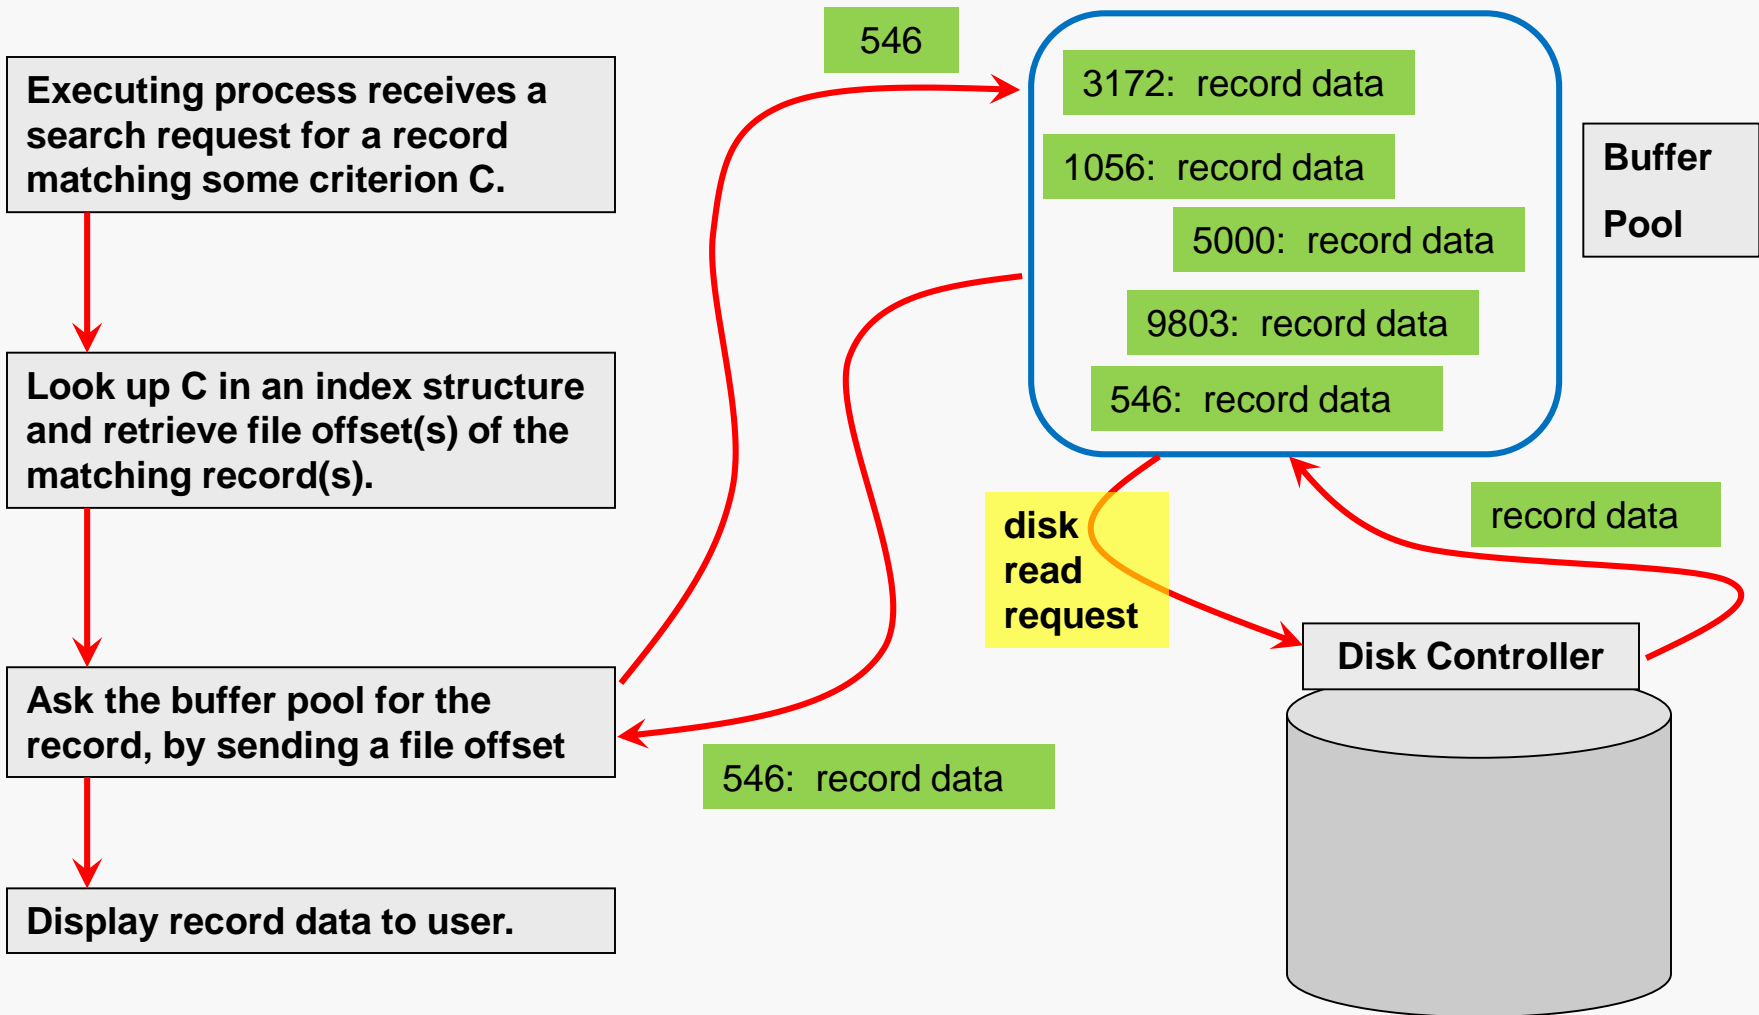 Executing process receives a
search request for a record
matching some criterion C.
Look up C in an index structure
and retrieve file offset(s) of the
matching record(s).
Ask the buffer pool for the
record, by sending a file offset
Display record data to user.
546
3172: record data
1056: record data
5000: record data
9803: record data
546: record data
Buffer
Pool
disk
read
request
record data
Disk Controller
546: record data